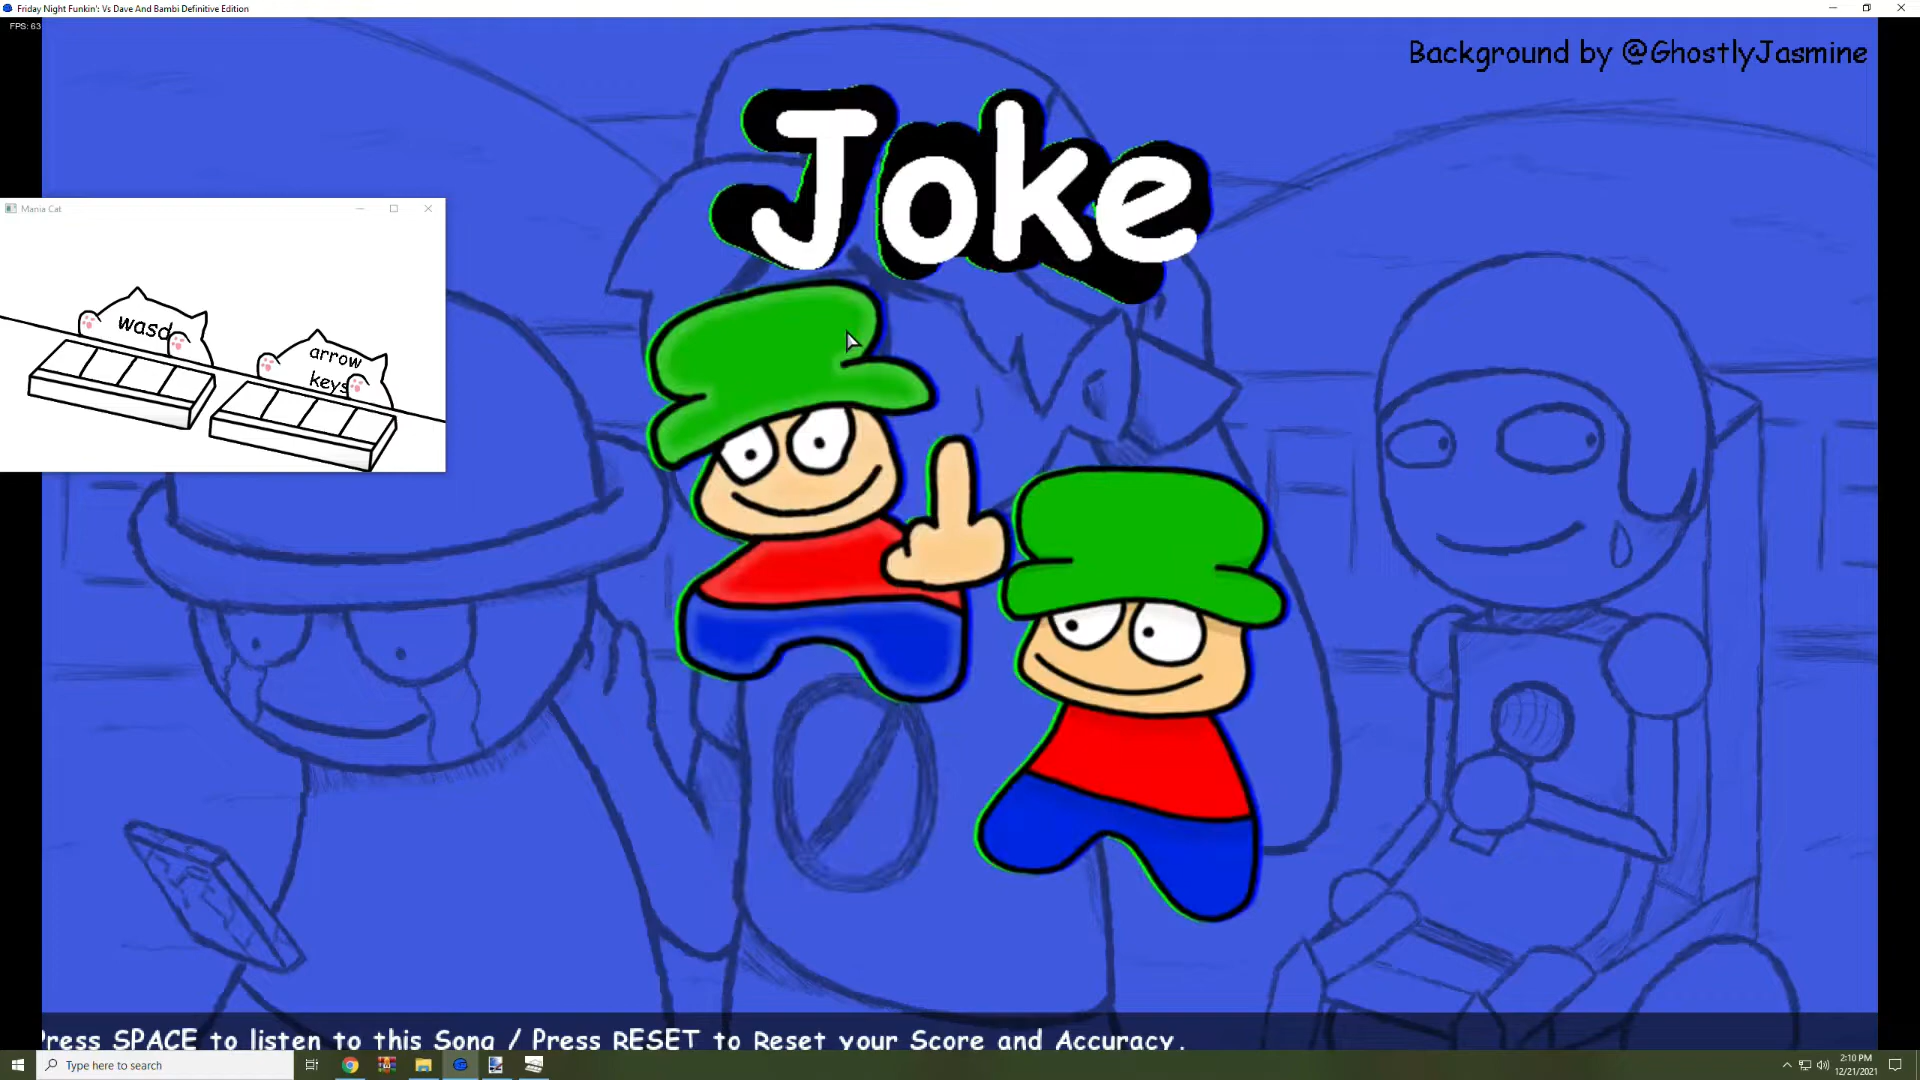 Friday Night Funkin': Vs Dave And Bambi Definitive Edition
FPS: 63
Background by @GhostlyJasmine
Joke
Mania Cat
wasd
arrow
keys
Press SPACE to listen to this Song / Press RESET to Reset your Score and Accuracy.
Type here to search
2:10 PM
12/21/2021